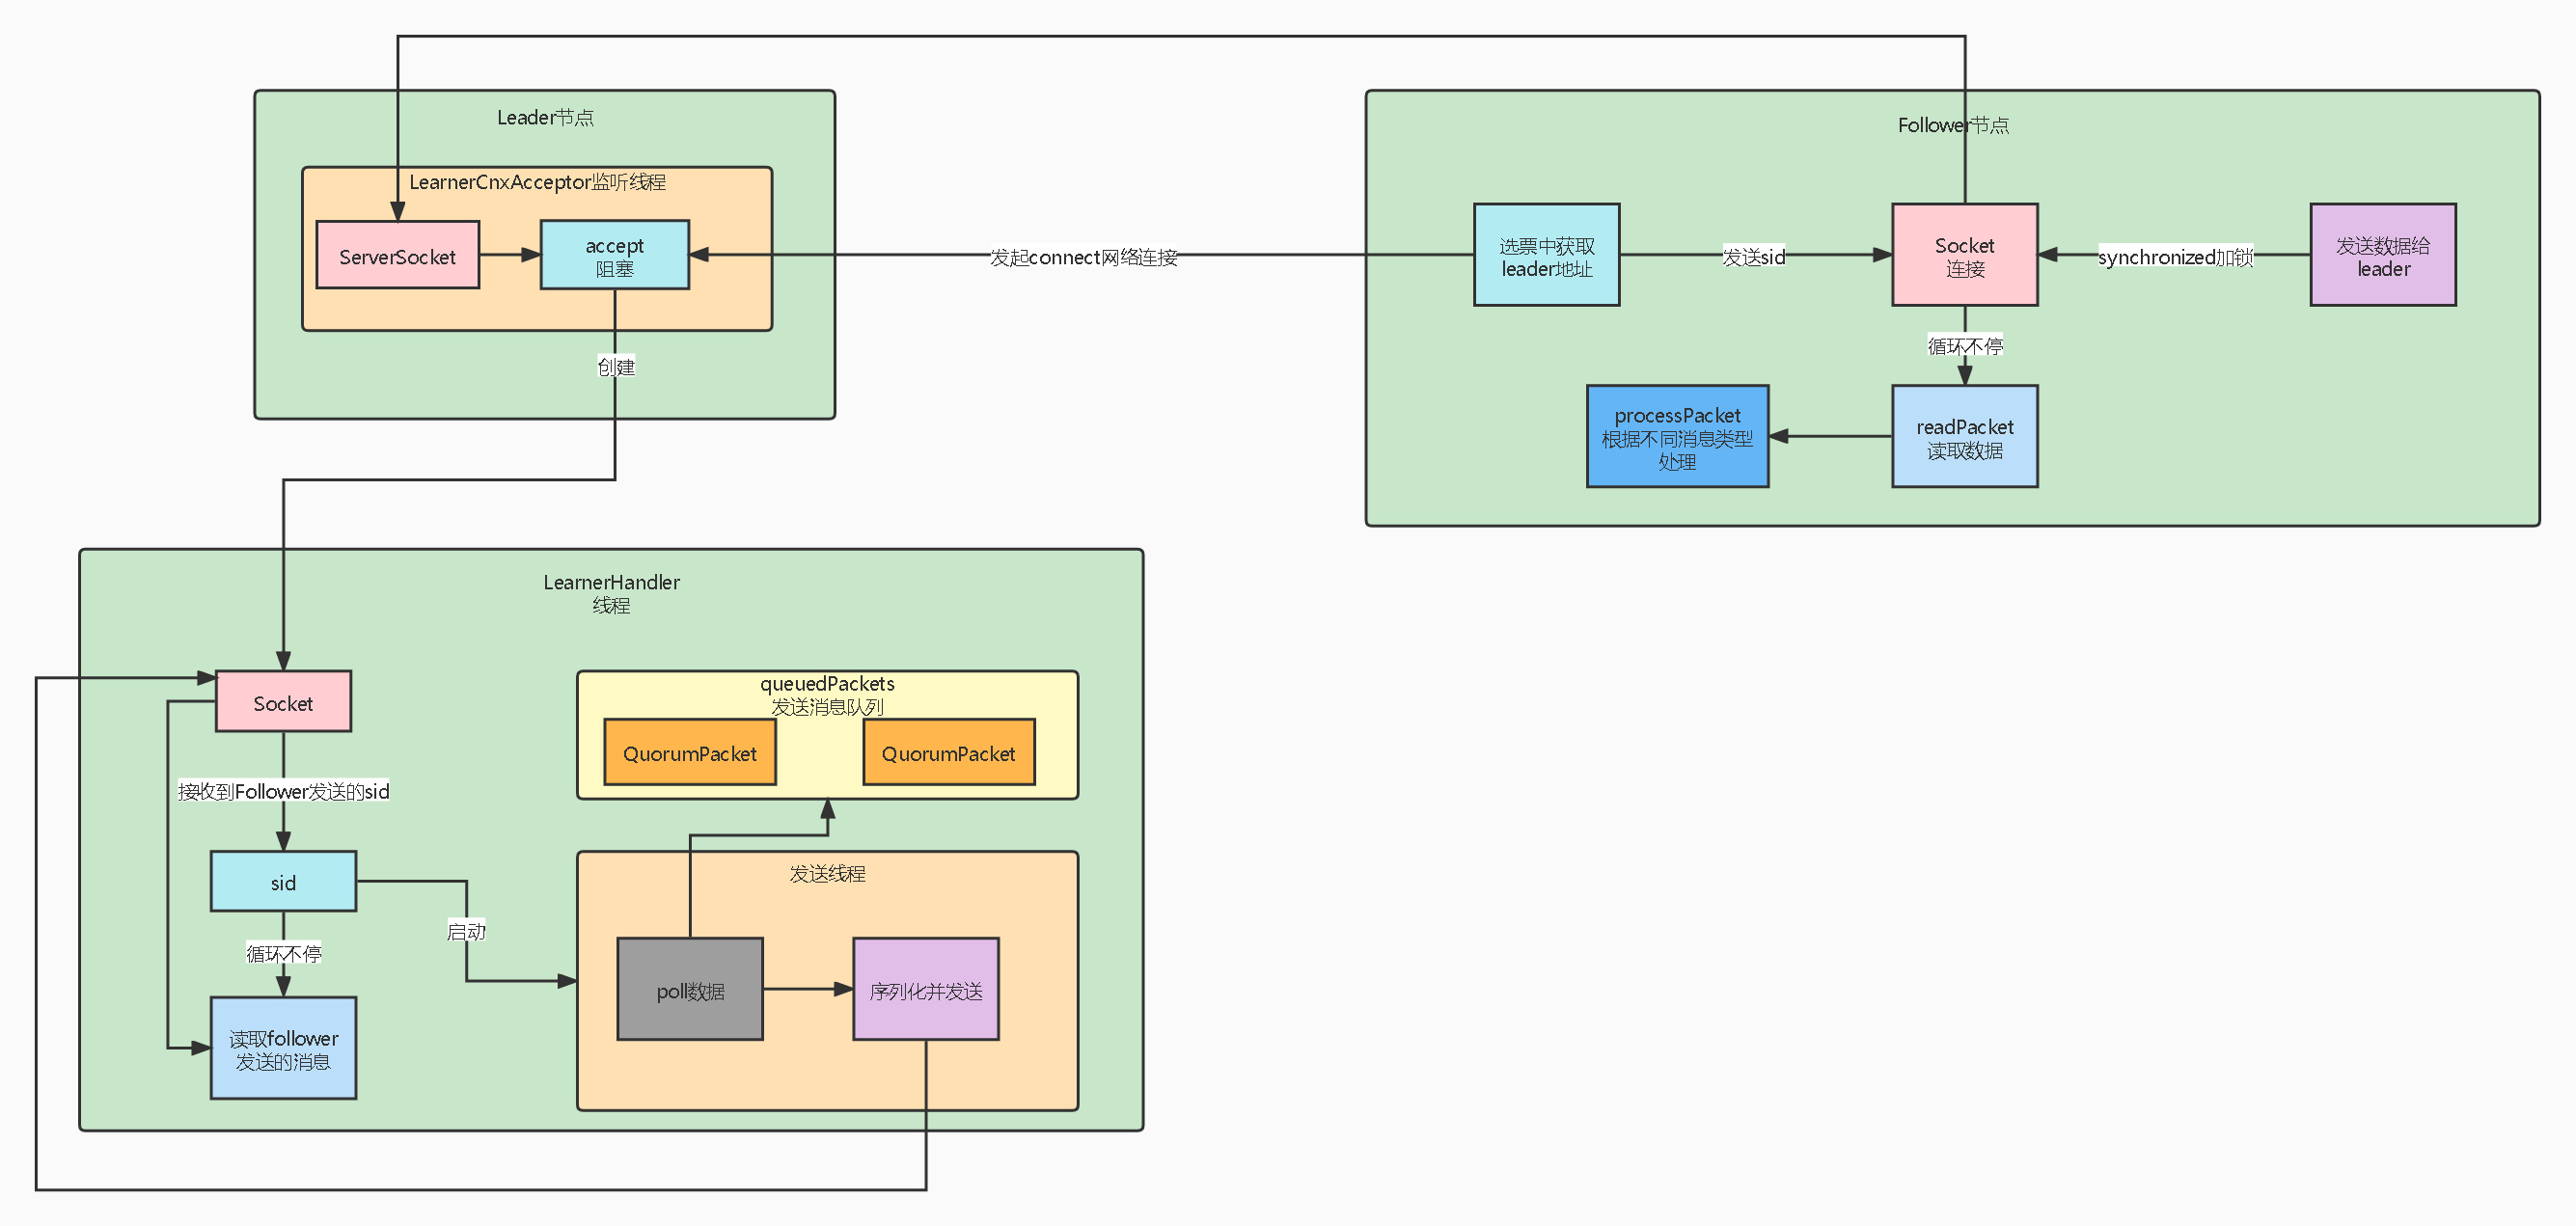 Leader节点
LearnerCnxAcceptor监听线程
ServerSocket
accept
阻塞
发起connect网络连接
创建
Follower节点
选票中获取
leader地址
发送sid
Socket
连接
synchronized加锁
发送数据给
leader
循环不停
processPacket
根据不同消息类型
处理
readPacket
读取数据
LearnerHandler
线程
Socket
接收到Follower发送的sid
sid
循环不停
读取follower
发送的消息
启动
queuedPackets
发送消息队列
QuorumPacket
QuorumPacket
发送线程
poll数据
序列化并发送